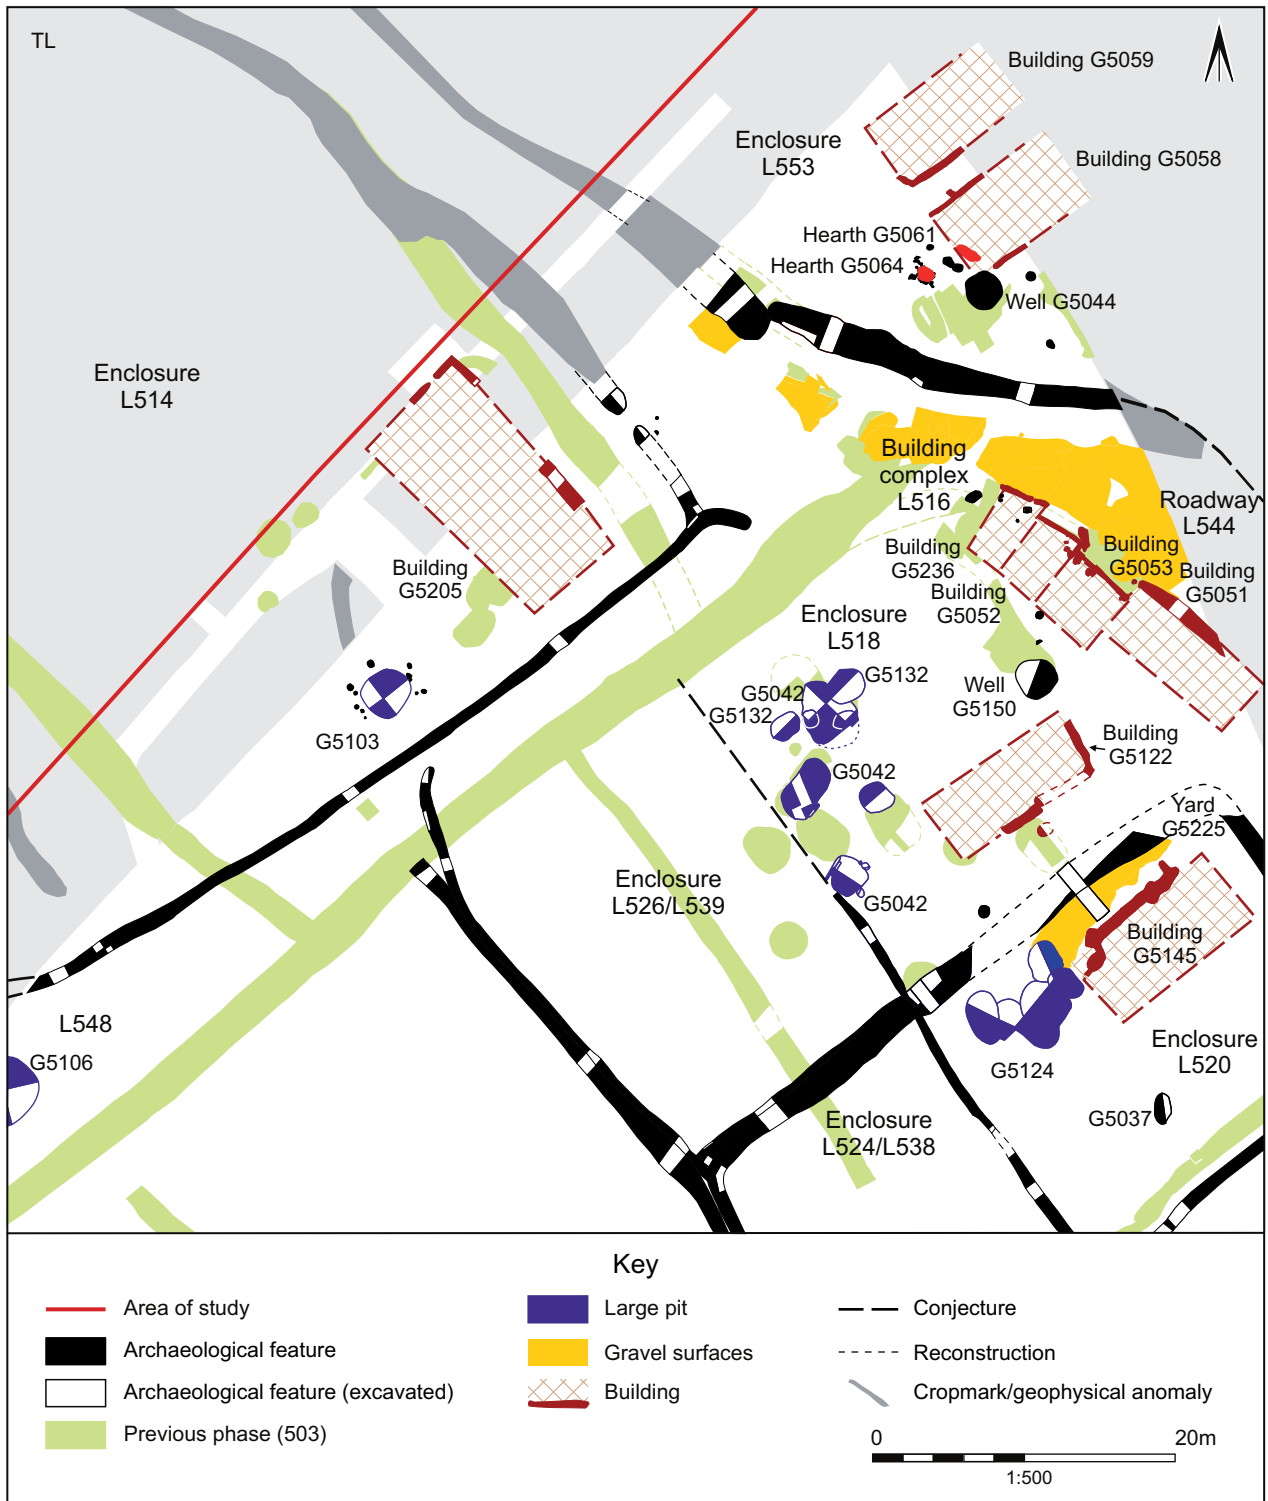 TL
Building G5059
Enclosure
L553
Building G5058
Hearth G5061
Hearth G5064
Well G5044
Enclosure
L514
Building
complex
L516
Roadway
L544
Building
G5236
Building
G5053
Building
G5051
Building
G5205
Building
G5052
Enclosure
L518
G5132
G5042
G5132
Well
G5150
G5103
Building
G5122
G5042
Yard
G5225
Enclosure
L526/L539
G5042
Building
G5145
L548
G5106
Enclosure
L520
G5124
G5037
Enclosure
L524/L538
Key
Area of study
Archaeological feature
Archaeological feature (excavated)
Previous phase (503)
Large pit
Gravel surfaces
Building
Conjecture
Reconstruction
Cropmark/geophysical anomaly
0 20m
1:500